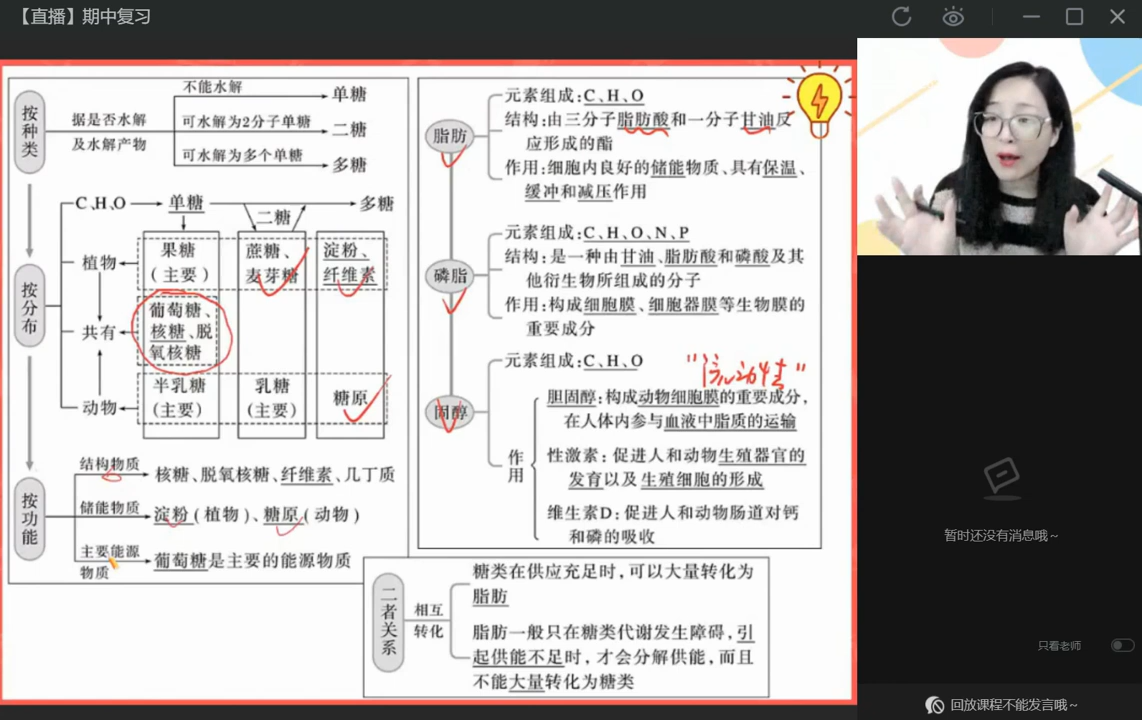 【直播】期中复习
按种类
据是否水解
及水解产物
不能水解
单糖
可水解为2分子单糖
二糖
可水解为多个单糖
多糖
按分布
C、H、O
单糖
二糖
多糖
植物
果糖
(主要)
蔗糖、
麦芽糖
淀粉、
纤维素
共有
葡萄糖、
核糖、脱
氧核糖
动物
半乳糖
(主要)
乳糖
(主要)
糖原
按功能
结构物质
核糖、脱氧核糖、纤维素、几丁质
储能物质
淀粉(植物)、糖原(动物)
主要能源
物质
葡萄糖是主要的能源物质
脂肪
元素组成:C、H、O
结构:由三分子脂肪酸和一分子甘油反
应形成的酯
作用:细胞内良好的储能物质、具有保温、
缓冲和减压作用
磷脂
元素组成:C、H、O、N、P
结构:是一种由甘油、脂肪酸和磷酸及其
他衍生物所组成的分子
作用:构成细胞膜、细胞器膜等生物膜的
重要成分
固醇
元素组成:C、H、O
作用
胆固醇:构成动物细胞膜的重要成分,
在人体内参与血液中脂质的运输
性激素:促进人和动物生殖器官的
发育以及生殖细胞的形成
维生素D:促进人和动物肠道对钙
和磷的吸收
二者关系
相互
转化
糖类在供应充足时,可以大量转化为
脂肪
脂肪一般只在糖类代谢发生障碍,引
起供能不足时,才会分解供能,而且
不能大量转化为糖类
暂时还没有消息哦～
只看老师
回放课程不能发言哦～